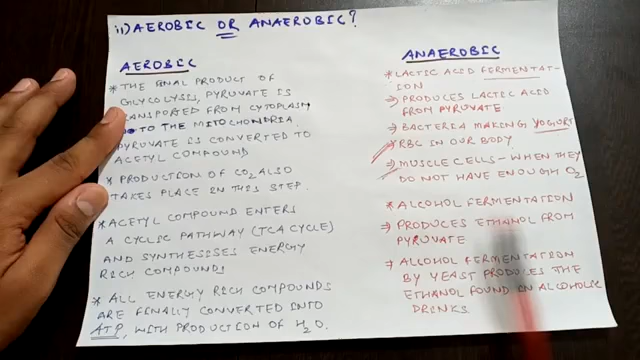 ii) AEROBIC OR ANAEROBIC?
AEROBIC
* THE FINAL PRODUCT OF
GLYCOLYSIS, PYRUVATE IS
TRANSPORTED FROM CYTOPLASM
TO THE MITOCHONDRIA.
PYRUVATE IS CONVERTED TO
ACETYL COMPOUND
* PRODUCTION OF CO2 ALSO
TAKES PLACE IN THIS STEP.
* ACETYL COMPOUND ENTERS
A CYCLIC PATHWAY (TCA CYCLE)
AND SYNTHESISES ENERGY
RICH COMPOUNDS
* ALL ENERGY RICH COMPOUNDS
ARE FINALLY CONVERTED INTO
ATP, WITH PRODUCTION OF H2O.
ANAEROBIC
* LACTIC ACID FERMENTAT-
ION
→ PRODUCES LACTIC ACID
FROM PYRUVATE
→ BACTERIA MAKING YOGURT
→ RBC IN OUR BODY
→ MUSCLE CELLS - WHEN THEY
DO NOT HAVE ENOUGH O2
* ALCOHOL FERMENTATION
→ PRODUCES ETHANOL FROM
PYRUVATE
→ ALCOHOL FERMENTATION
BY YEAST PRODUCES THE
ETHANOL FOUND IN ALCOHOLIC
DRINKS.